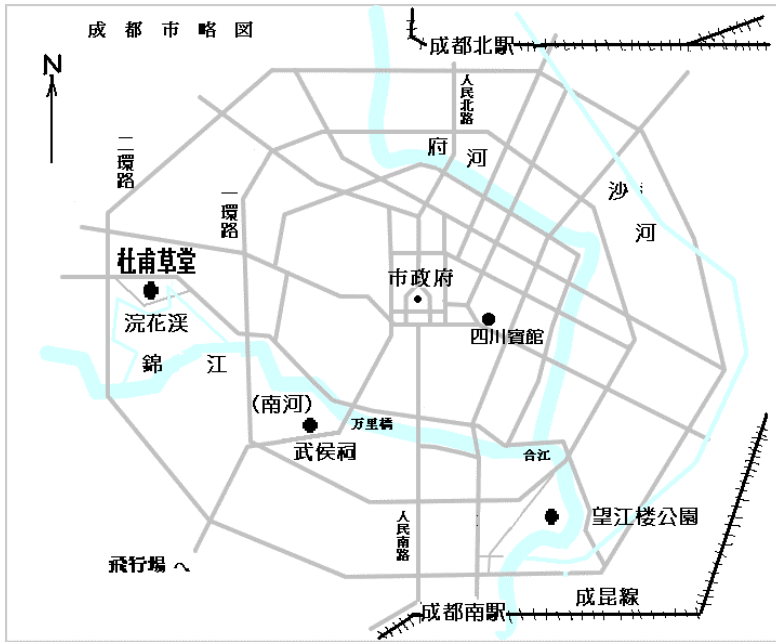 成都市略図
成都北駅
N
人民北路
府河
二環路
一環路
沙河
杜甫草堂
市政府
浣花渓
四川賓館
錦江
(南河)
万里橋
武侯祠
合江
望江楼公園
人民南路
飛行場へ
成昆線
成都南駅